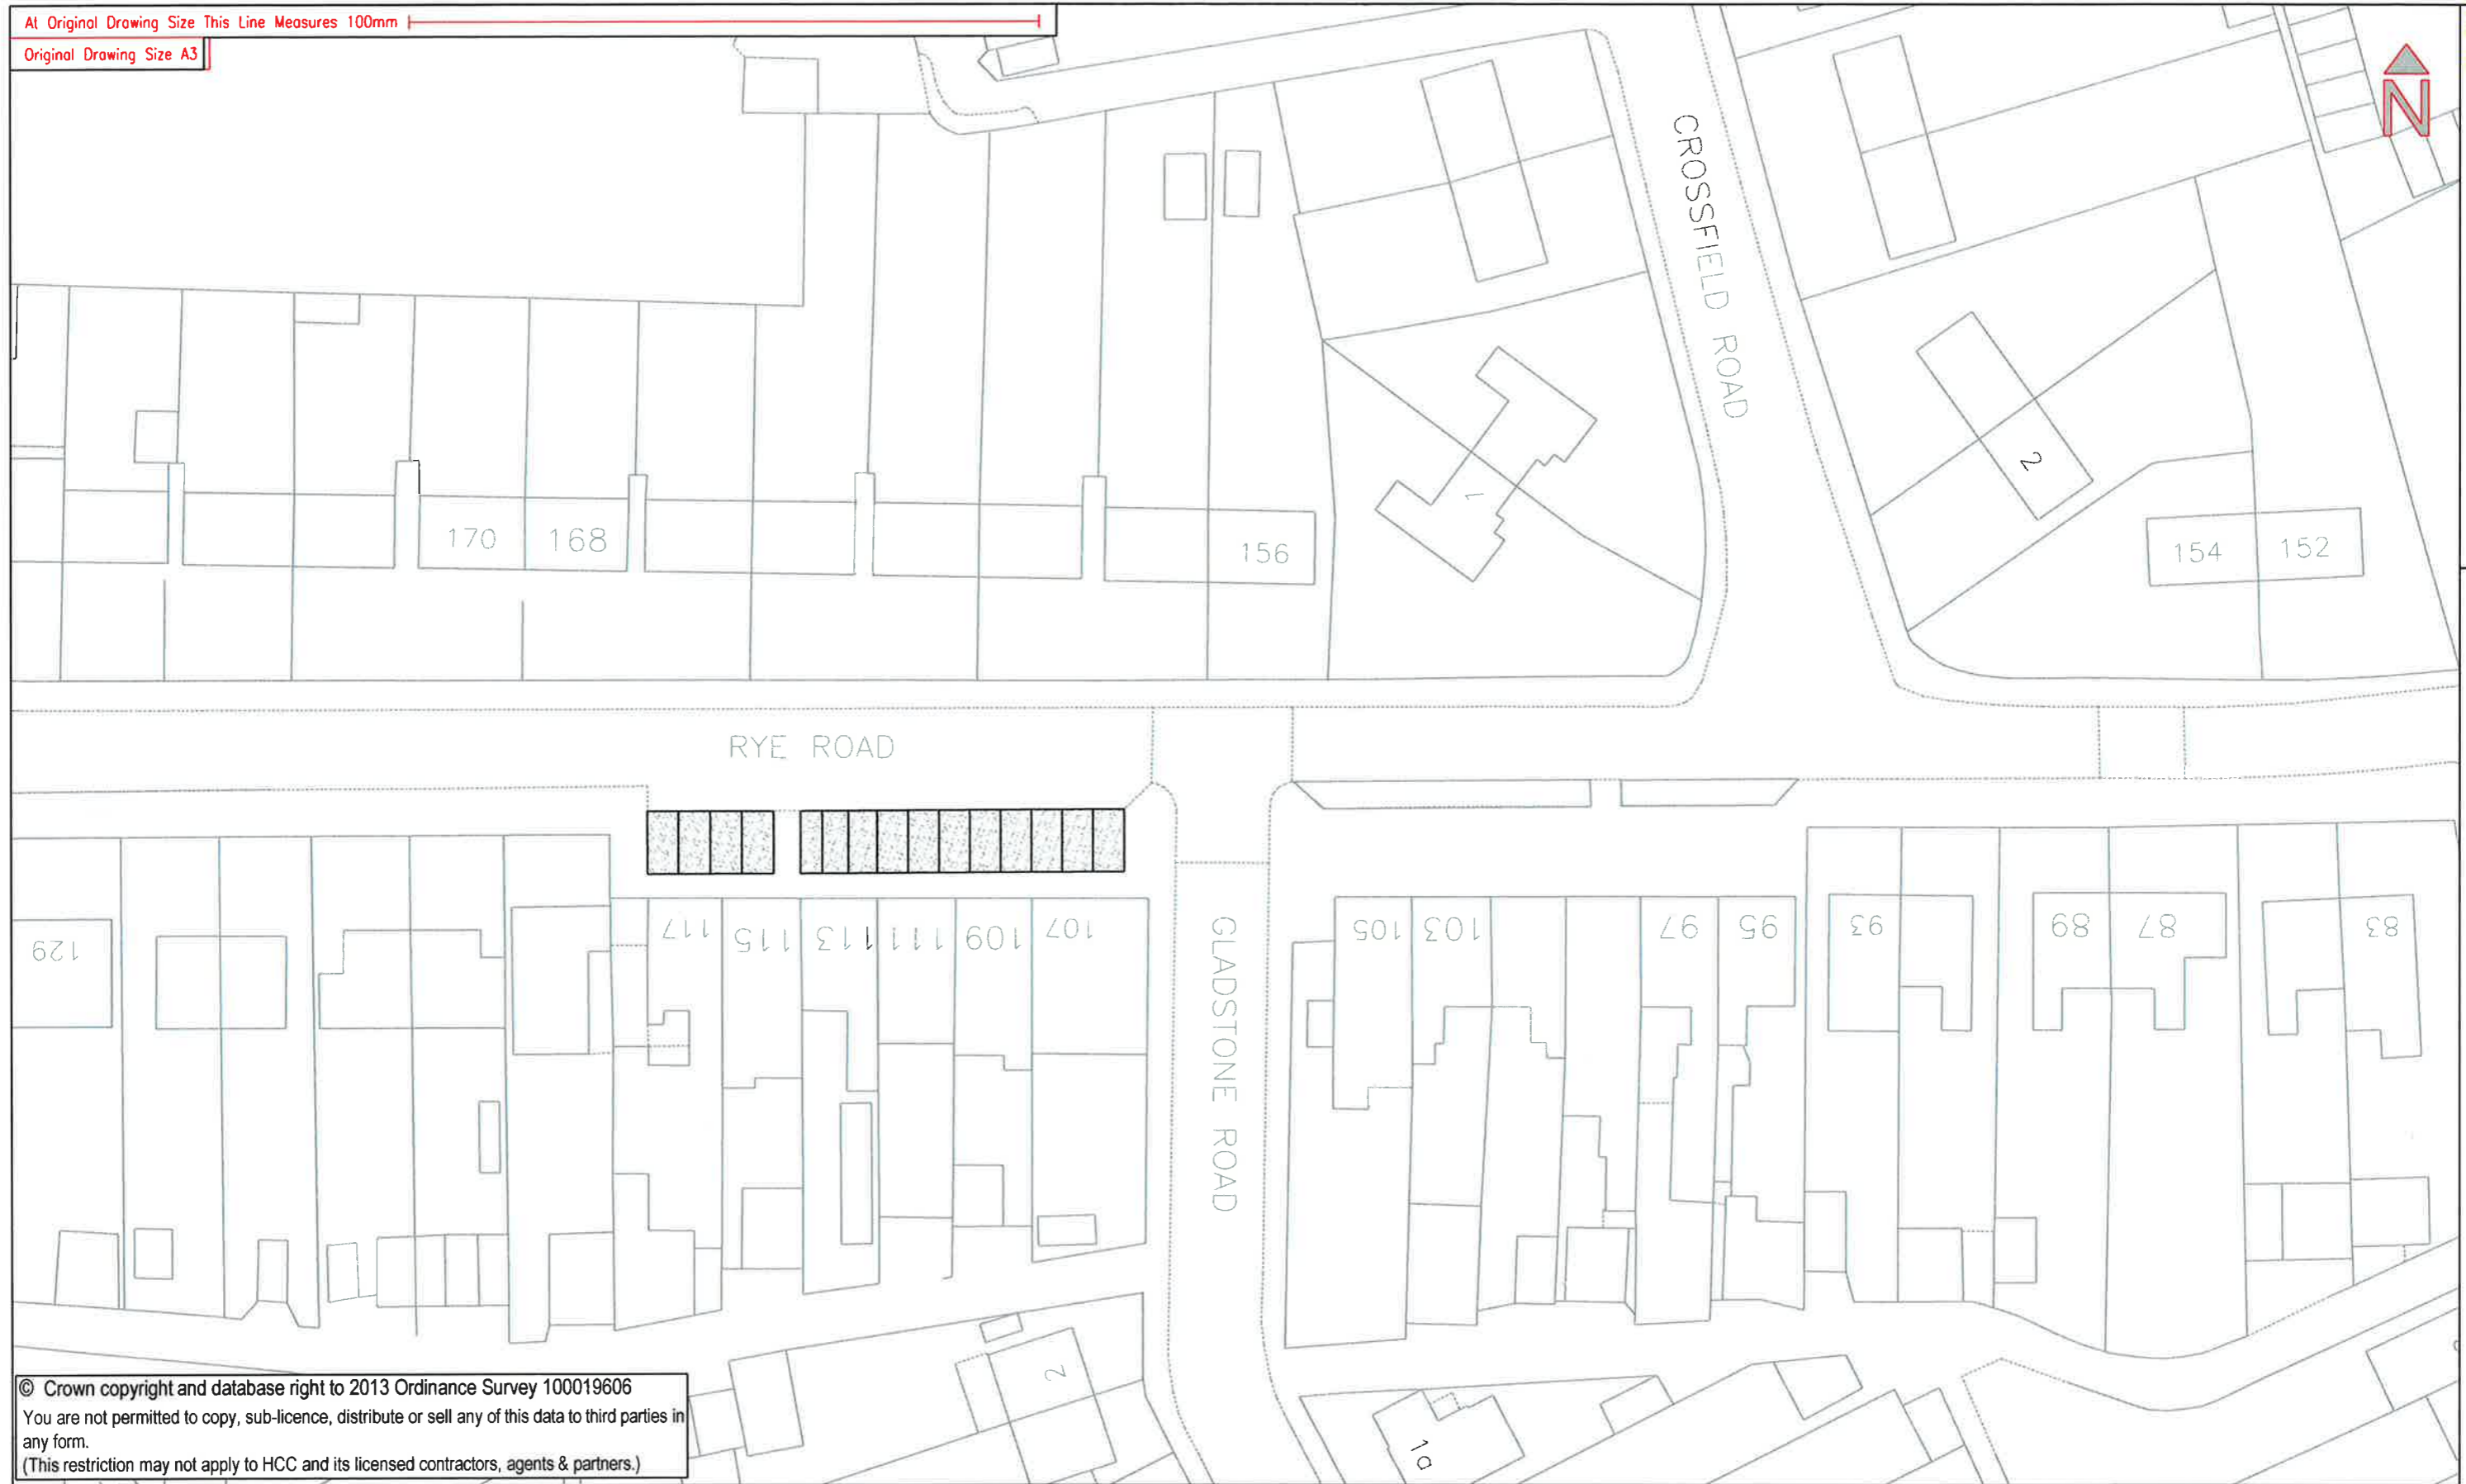 At Original Drawing Size This Line Measures 100mm
Original Drawing Size A3
N
CROSSFIELD ROAD
170 168
156
1
2
154 152
RYE ROAD
GLADSTONE ROAD
129
117 115 113 111 109 107
105 103 97 95 93 89 87 83
2
1a
© Crown copyright and database right to 2013 Ordinance Survey 100019606
You are not permitted to copy, sub-licence, distribute or sell any of this data to third parties in
any form.
(This restriction may not apply to HCC and its licensed contractors, agents & partners.)